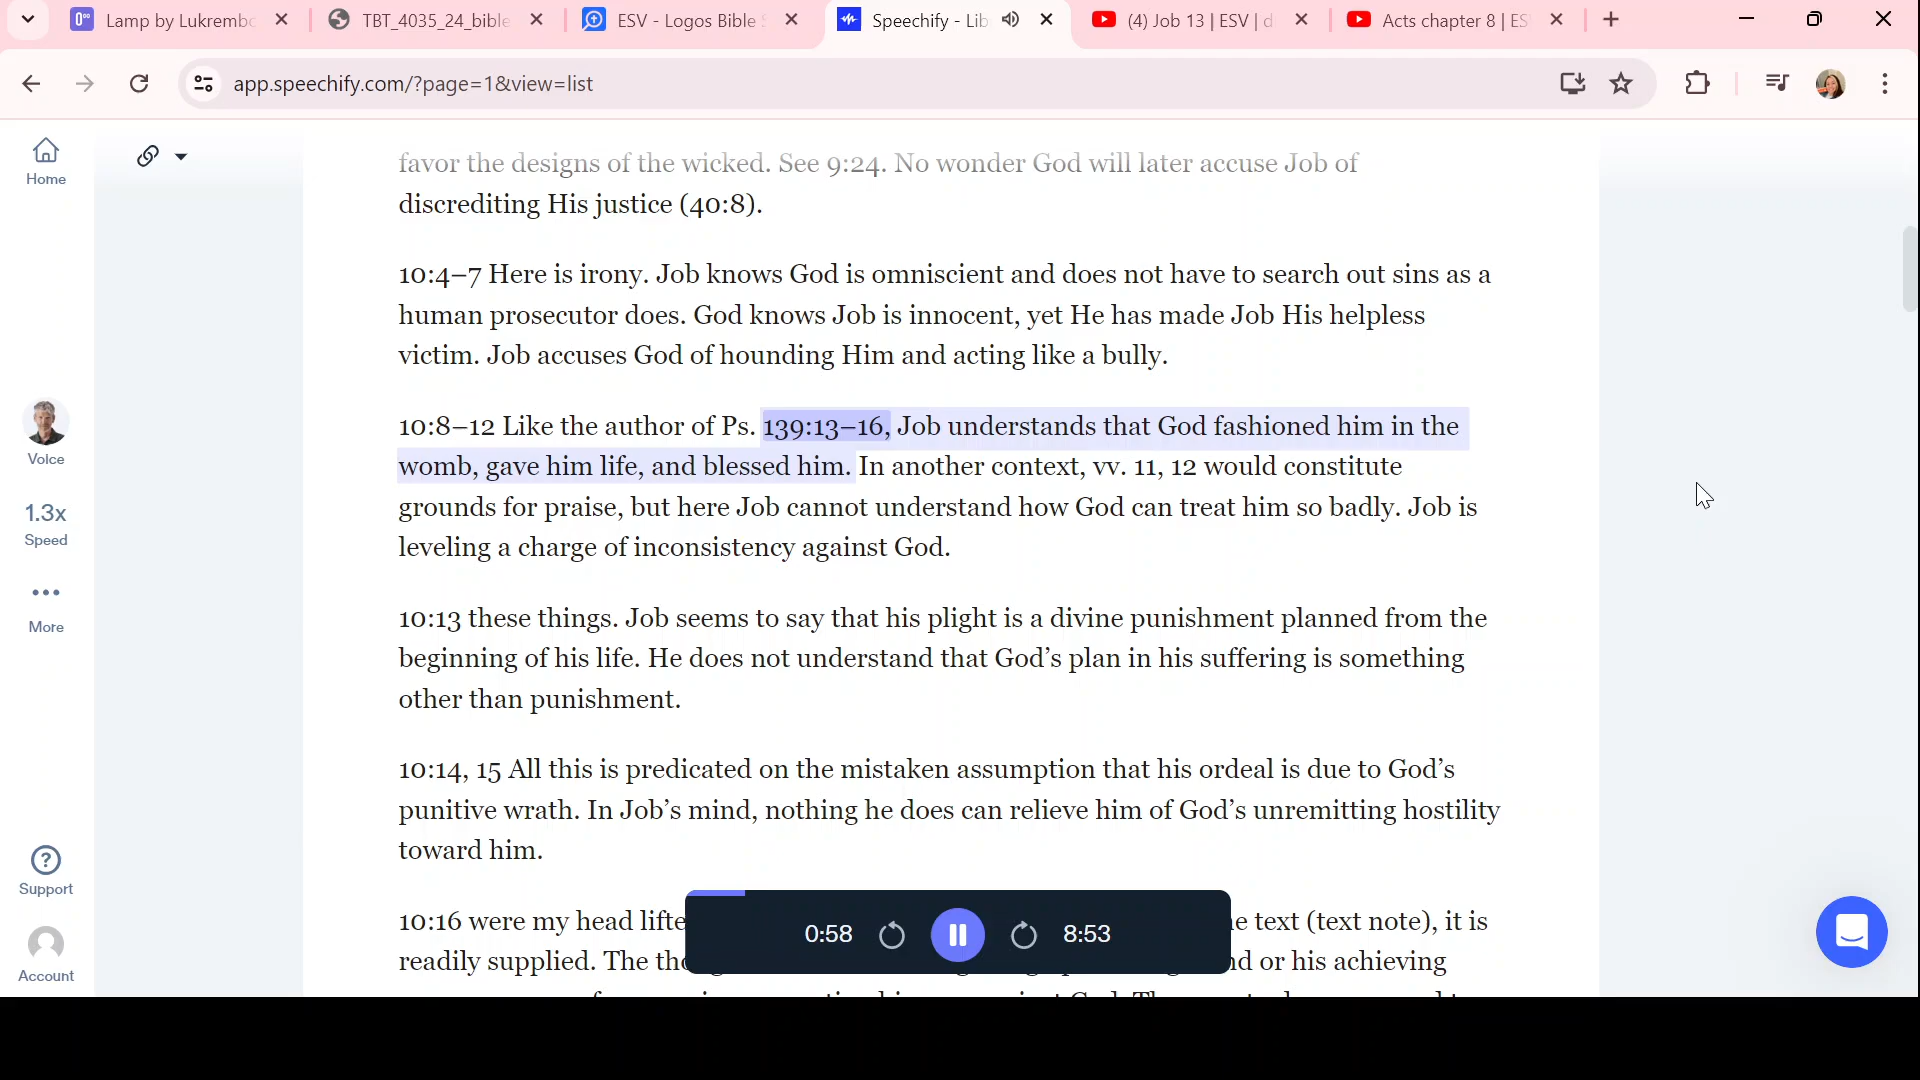 Lamp by Lukrembo
TBT_4035_24_bible
ESV - Logos Bible S
Speechify - Lib
(4) Job 13 | ESV | d
Acts chapter 8 | ES
app.speechify.com/?page=1&view=list
Home
Voice
1.3x
Speed
More
Support
Account
favor the designs of the wicked. See 9:24. No wonder God will later accuse Job of
discrediting His justice (40:8).
10:4–7 Here is irony. Job knows God is omniscient and does not have to search out sins as a
human prosecutor does. God knows Job is innocent, yet He has made Job His helpless
victim. Job accuses God of hounding Him and acting like a bully.
10:8–12 Like the author of Ps. 139:13–16, Job understands that God fashioned him in the
womb, gave him life, and blessed him. In another context, vv. 11, 12 would constitute
grounds for praise, but here Job cannot understand how God can treat him so badly. Job is
leveling a charge of inconsistency against God.
10:13 these things. Job seems to say that his plight is a divine punishment planned from the
beginning of his life. He does not understand that God’s plan in his suffering is something
other than punishment.
10:14, 15 All this is predicated on the mistaken assumption that his ordeal is due to God’s
punitive wrath. In Job’s mind, nothing he does can relieve him of God’s unremitting hostility
toward him.
10:16 were my head lifte
e text (text note), it is
readily supplied. The
or his achieving
0:58
8:53